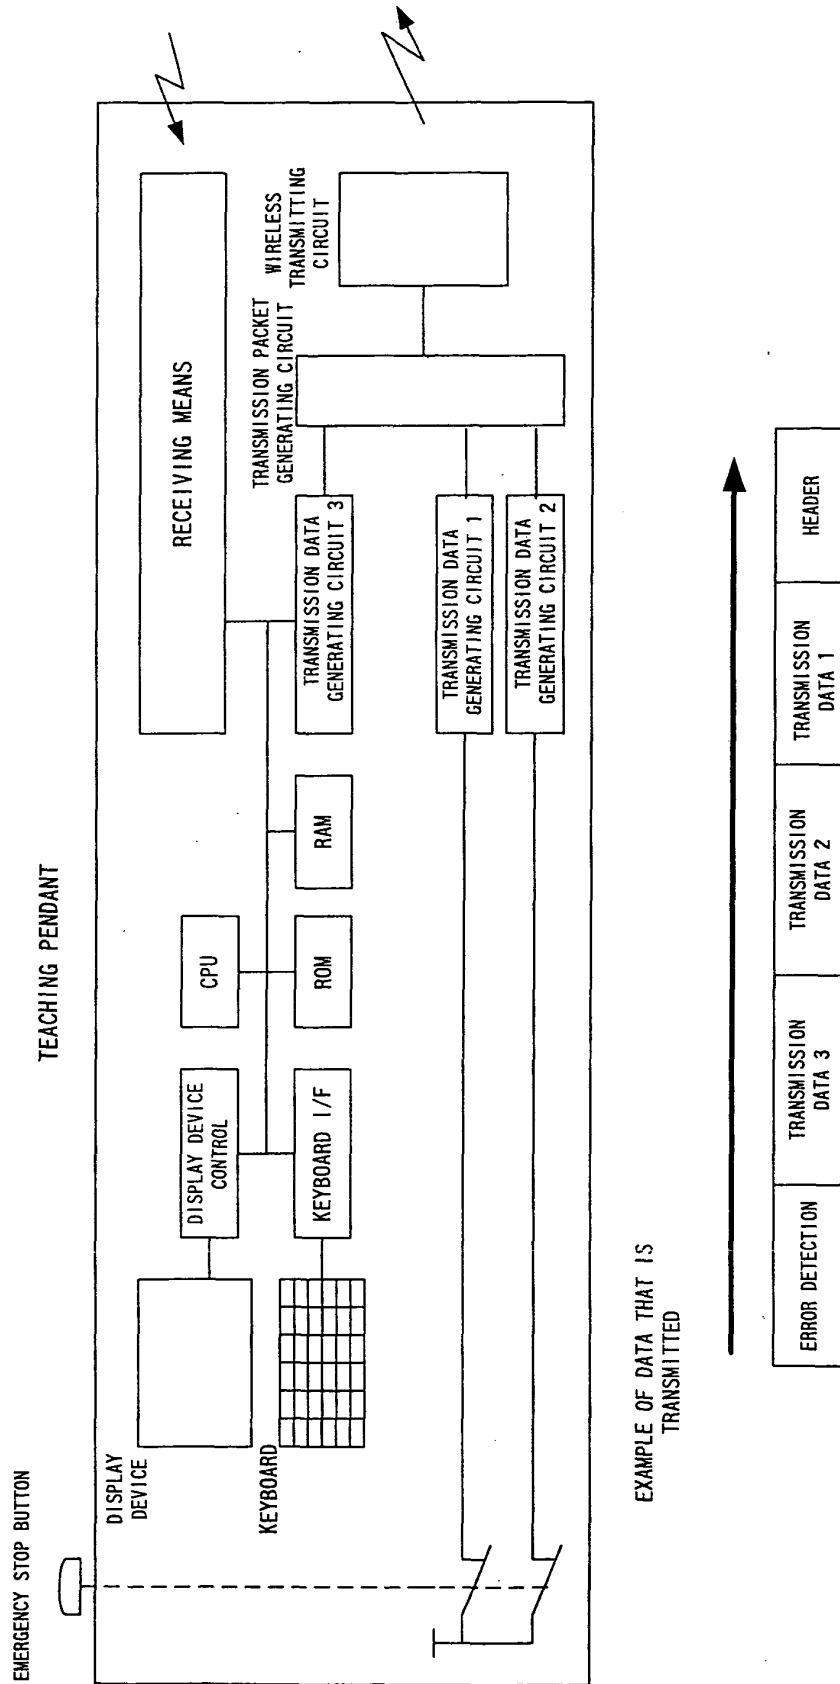 TEACHING PENDANT
EMERGENCY STOP BUTTON
DISPLAY
DEVICE
DISPLAY DEVICE
CONTROL
CPU
RECEIVING MEANS
KEYBOARD
KEYBOARD I/F
ROM
RAM
TRANSMISSION DATA
GENERATING CIRCUIT 3
TRANSMISSION PACKET
GENERATING CIRCUIT
WIRELESS
TRANSMITTING
CIRCUIT
TRANSMISSION DATA
GENERATING CIRCUIT 1
TRANSMISSION DATA
GENERATING CIRCUIT 2
EXAMPLE OF DATA THAT IS
TRANSMITTED
ERROR DETECTION
TRANSMISSION
DATA 3
TRANSMISSION
DATA 2
TRANSMISSION
DATA 1
HEADER